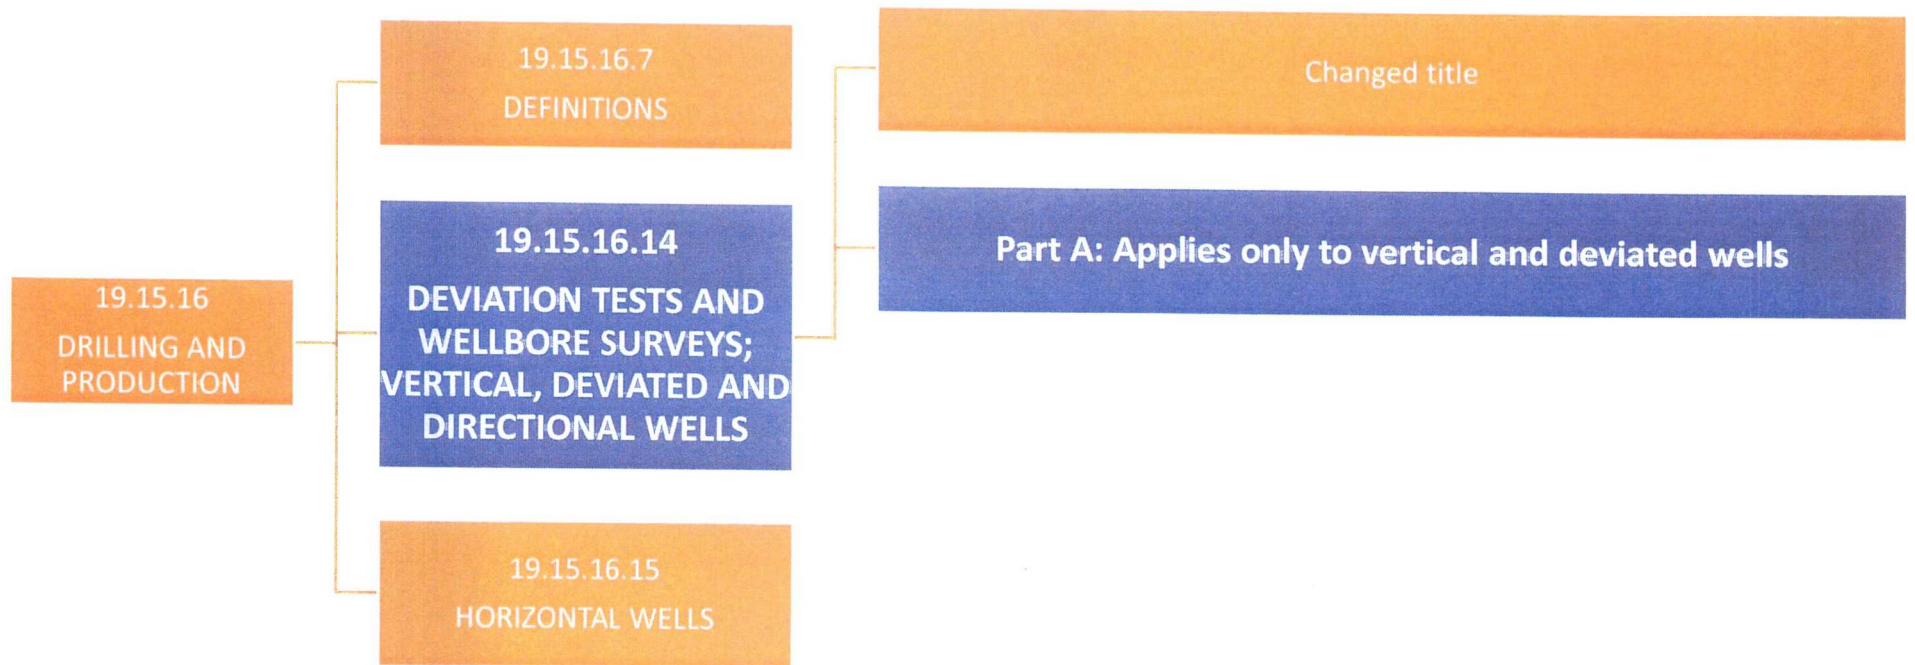 19.15.16
DRILLING AND
PRODUCTION
19.15.16.7
DEFINITIONS
19.15.16.14
DEVIATION TESTS AND
WELLBORE SURVEYS;
VERTICAL, DEVIATED AND
DIRECTIONAL WELLS
19.15.16.15
HORIZONTAL WELLS
Changed title
Part A: Applies only to vertical and deviated wells